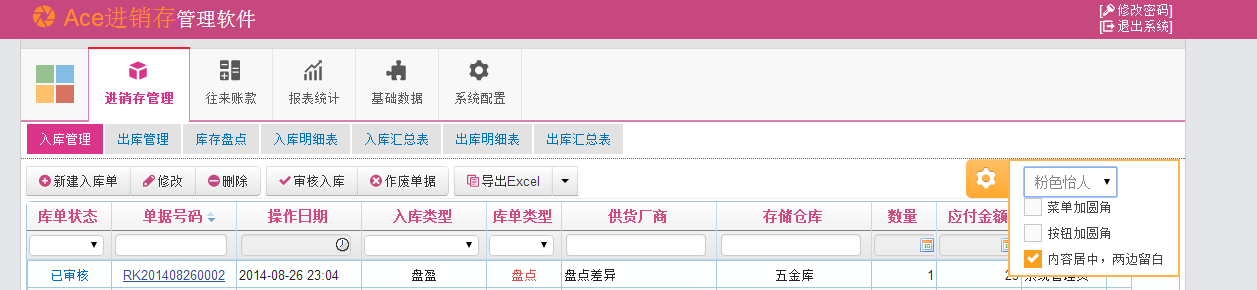 Ace进销存管理软件
[修改密码]
[退出系统]
进销存管理 往来账款 报表统计 基础数据 系统配置
入库管理 出库管理 库存盘点 入库明细表 入库汇总表 出库明细表 出库汇总表
新建入库单 修改 删除 审核入库 作废单据 导出Excel
粉色怡人
菜单加圆角
按钮加圆角
内容居中，两边留白
库单状态 单据号码 操作日期 入库类型 库单类型 供货厂商 存储仓库 数量 应付金额
已审核 RK201408260002 2014-08-26 23:04 盘盈 盘点 盘点差异 五金库 1